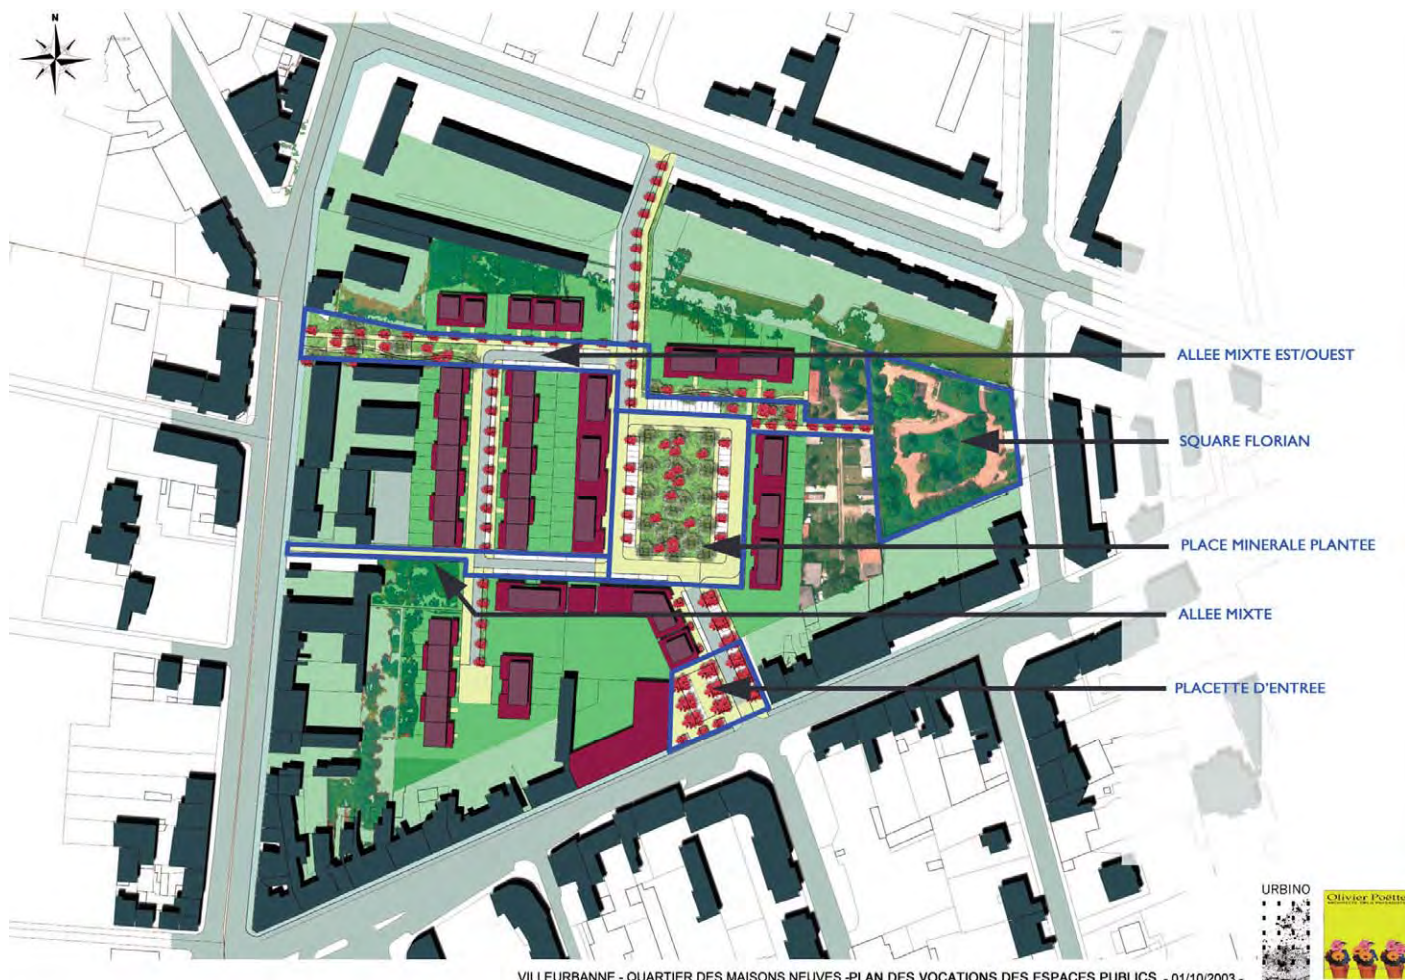 N
ALLEE MIXTE EST/OUEST
SQUARE FLORIAN
PLACE MINERALE PLANTEE
ALLEE MIXTE
PLACETTE D'ENTREE
URBINO
Olivier Poëtte
VILLEURBANNE - QUARTIER DES MAISONS NEUVES -PLAN DES VOCATIONS DES ESPACES PUBLICS - 01/10/2003